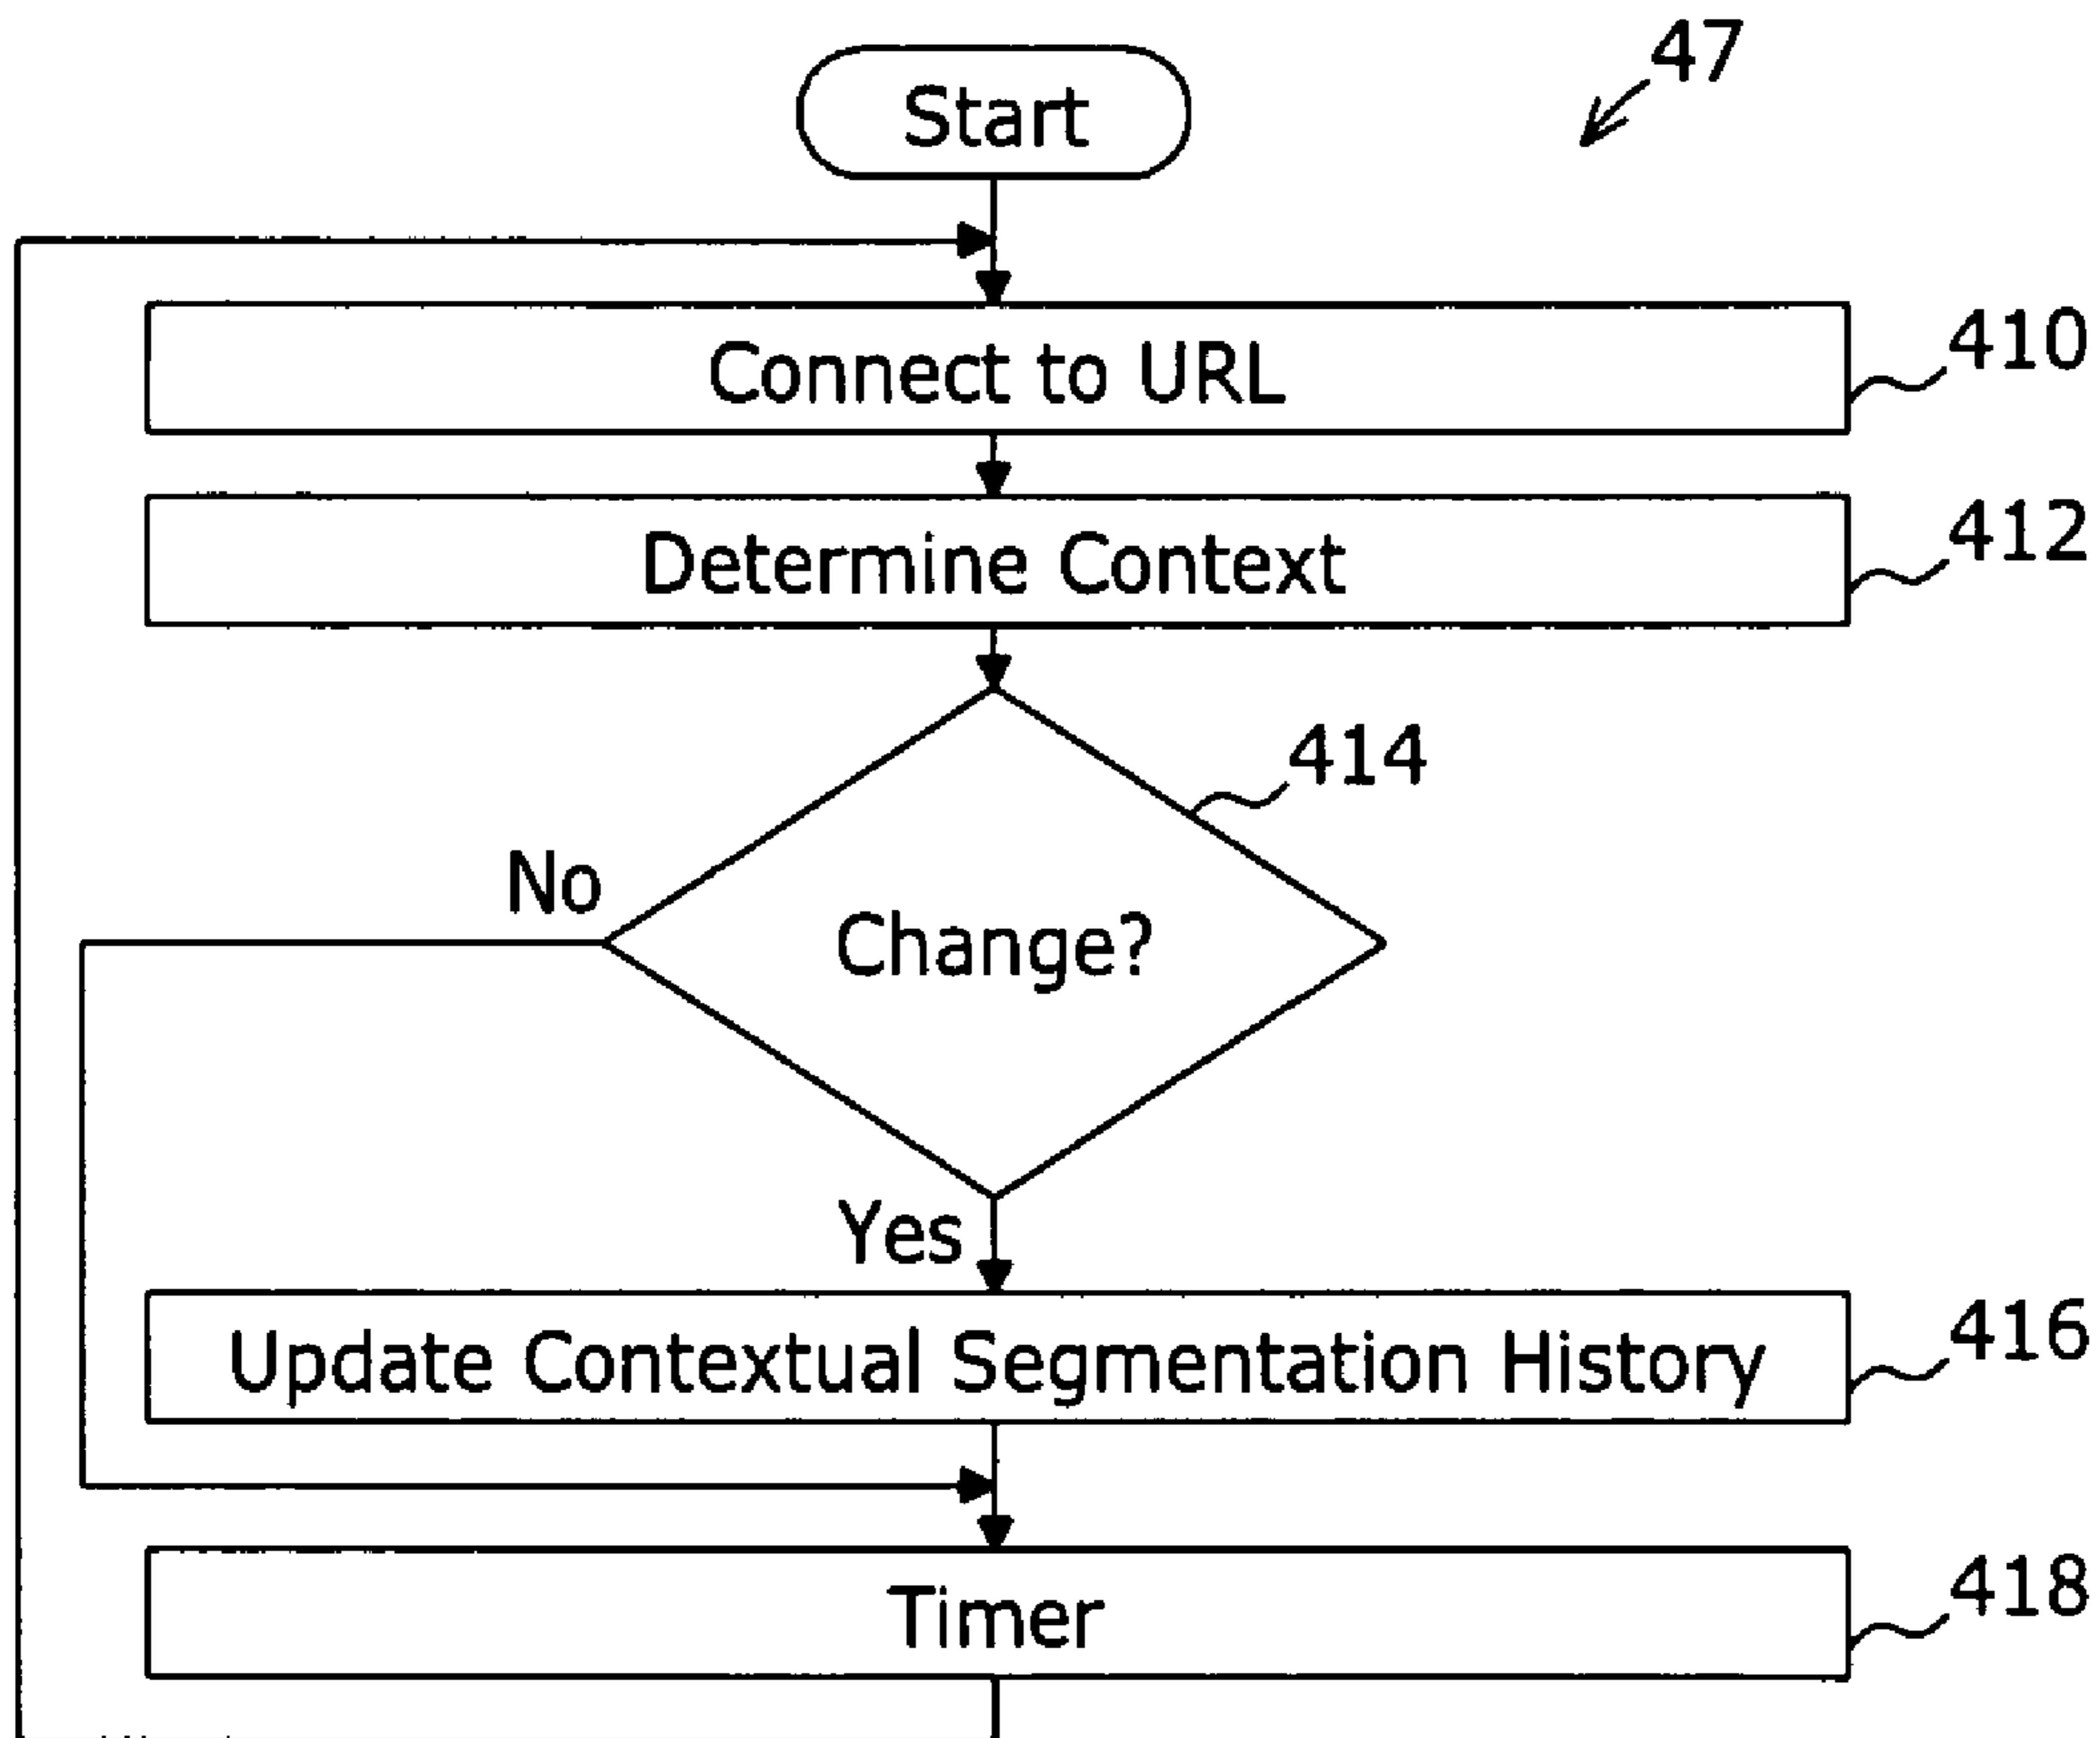 47
Start
Connect to URL
410
Determine Context
412
414
No
Change?
Yes
Update Contextual Segmentation History
416
Timer
418